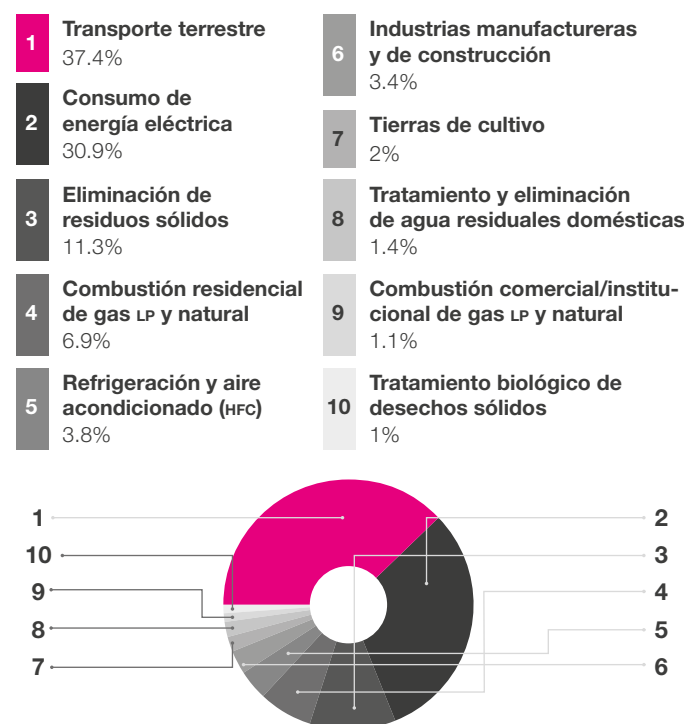 1
Transporte terrestre
37.4%
2
Consumo de
energía eléctrica
30.9%
3
Eliminación de
residuos sólidos
11.3%
4
Combustión residencial
de gas LP y natural
6.9%
5
Refrigeración y aire
acondicionado (HFC)
3.8%
6
Industrias manufactureras
y de construcción
3.4%
7
Tierras de cultivo
2%
8
Tratamiento y eliminación
de agua residuales domésticas
1.4%
9
Combustión comercial/institu-
cional de gas LP y natural
1.1%
10
Tratamiento biológico de
desechos sólidos
1%
1
10
9
8
7
2
3
4
5
6